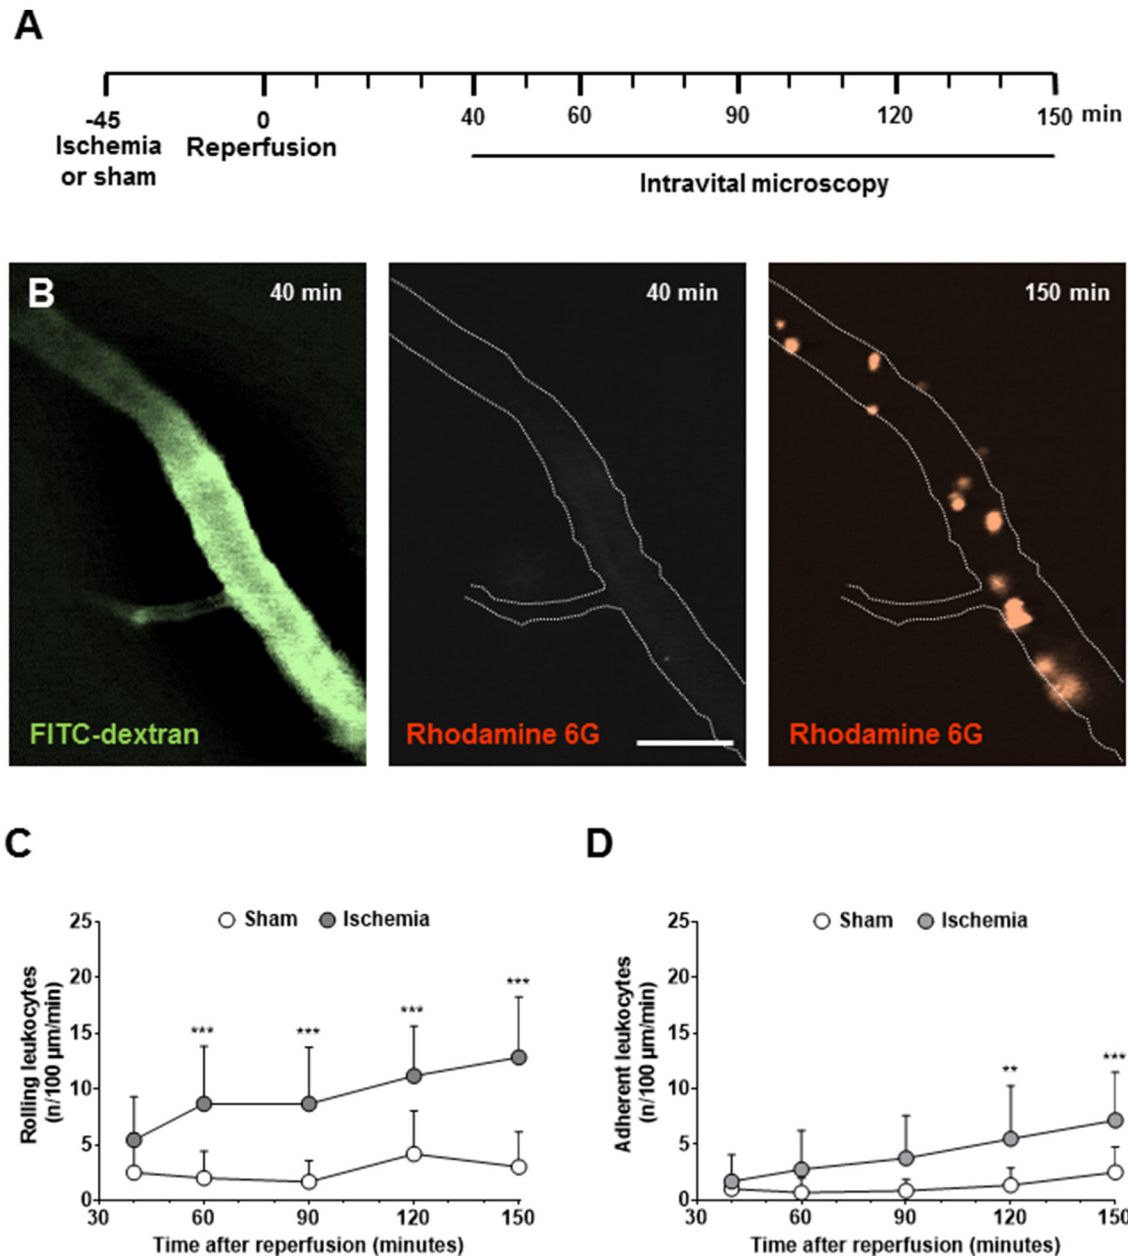 A
-45
0
40
60
90
120
150 min
Ischemia
or sham
Reperfusion
Intravital microscopy
B
40 min
FITC-dextran
40 min
Rhodamine 6G
150 min
Rhodamine 6G
C
Sham
Ischemia
Rolling leukocytes
(n/100 µm/min)
25
20
15
10
5
0
***
***
***
***
30
60
90
120
150
Time after reperfusion (minutes)
D
Sham
Ischemia
Adherent leukocytes
(n/100 µm/min)
25
20
15
10
5
0
**
***
30
60
90
120
150
Time after reperfusion (minutes)